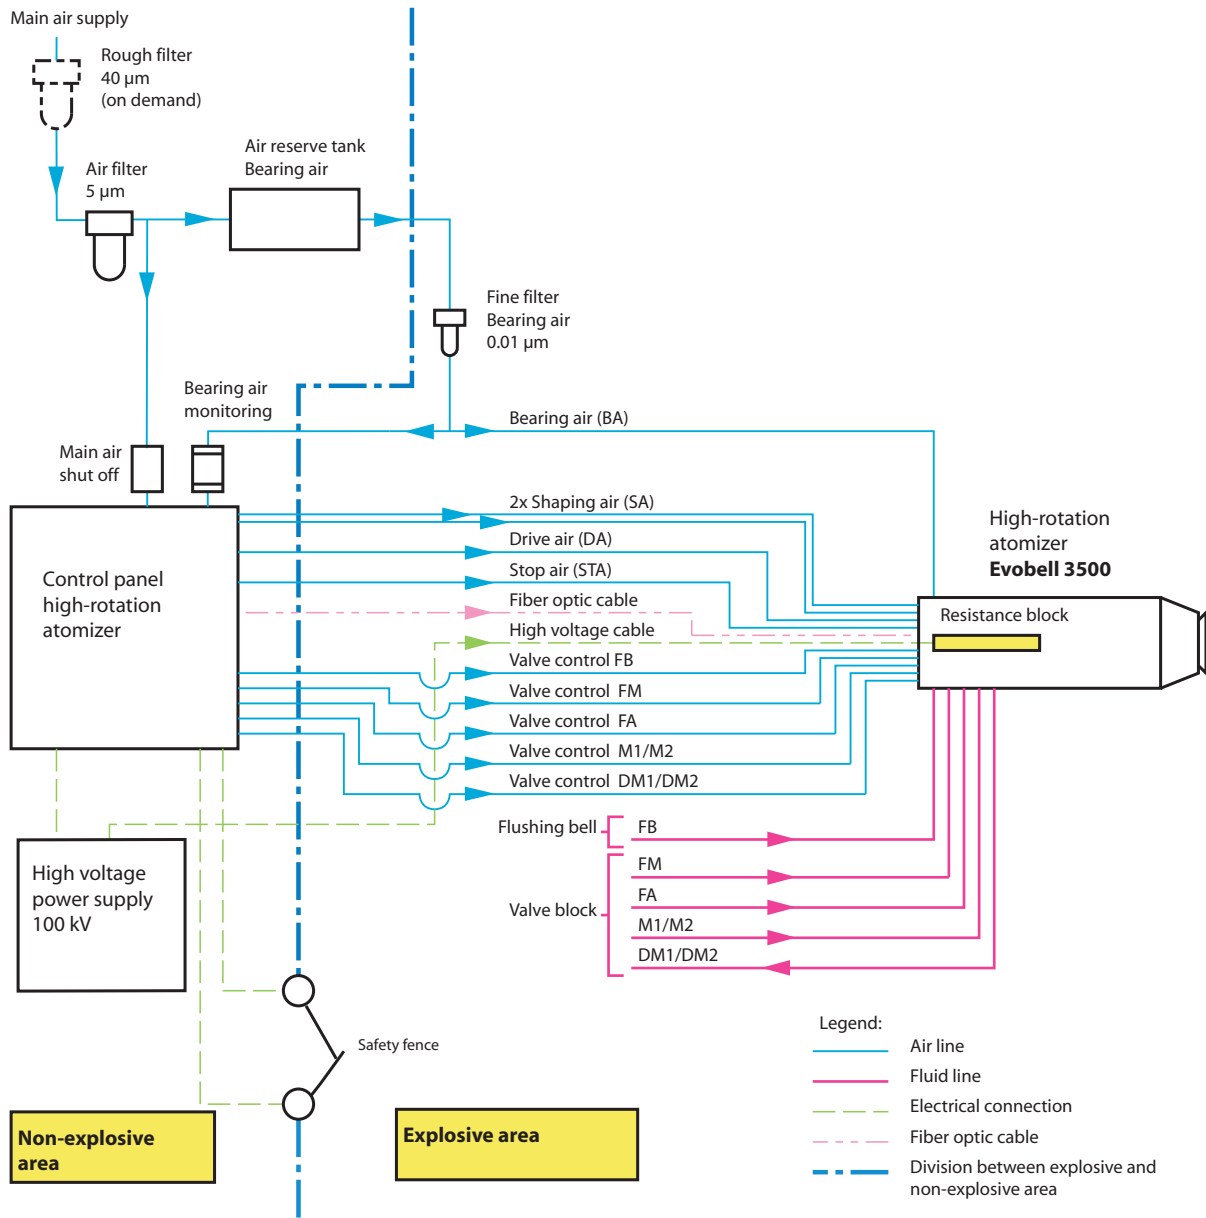 Main air supply
Rough filter
40 µm
(on demand)
Air filter
5 µm
Air reserve tank
Bearing air
Fine filter
Bearing air
0.01 µm
Bearing air
monitoring
Main air
shut off
Bearing air (BA)
2x Shaping air (SA)
Drive air (DA)
Stop air (STA)
Fiber optic cable
High voltage cable
Valve control FB
Valve control FM
Valve control FA
Valve control M1/M2
Valve control DM1/DM2
Control panel
high-rotation
atomizer
High-rotation
atomizer
Evobell 3500
Resistance block
Flushing bell
FB
Valve block
FM
FA
M1/M2
DM1/DM2
High voltage
power supply
100 kV
Safety fence
Non-explosive
area
Explosive area
Legend:
Air line
Fluid line
Electrical connection
Fiber optic cable
Division between explosive and
non-explosive area